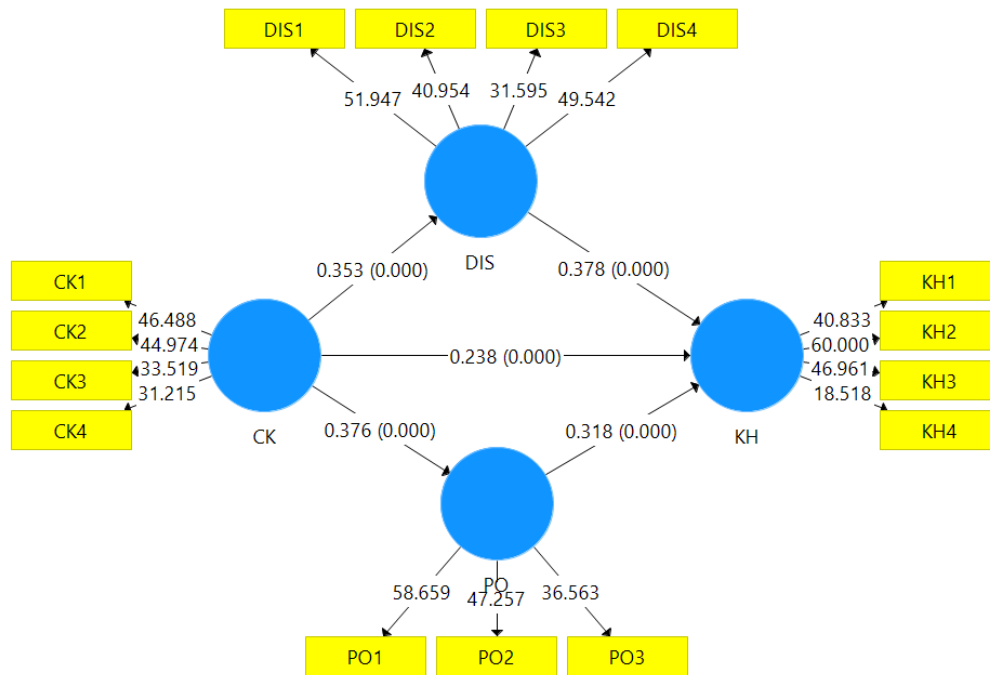 DIS1 DIS2 DIS3 DIS4
51.947 40.954 31.595 49.542
DIS
0.353 (0.000) 0.378 (0.000)
CK1 KH1
46.488 40.833
CK2 KH2
44.974 60.000
0.238 (0.000)
CK3 KH3
33.519 46.961
31.215 18.518
CK4 KH4
CK KH
0.376 (0.000) 0.318 (0.000)
PO
58.659 47.257 36.563
PO1 PO2 PO3